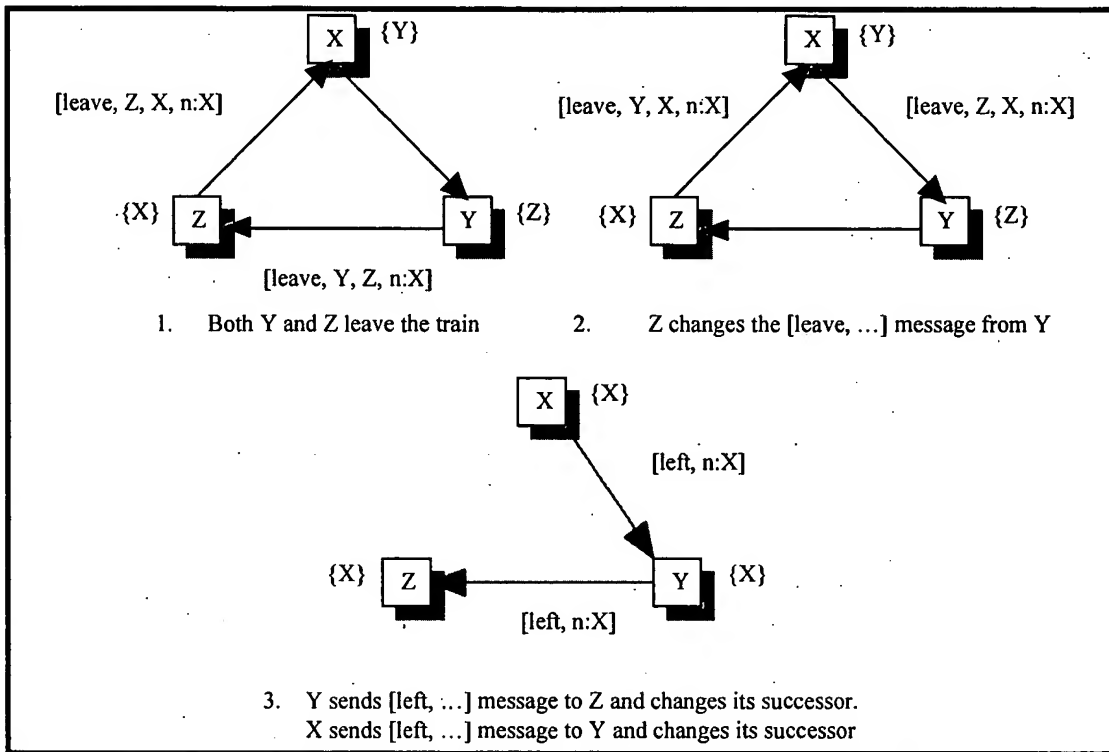 X {Y}
[leave, Z, X, n:X]
{X} Z
Y {Z}
[leave, Y, Z, n:X]
1. Both Y and Z leave the train
X {Y}
[leave, Y, X, n:X]
[leave, Z, X, n:X]
{X} Z
Y {Z}
2. Z changes the [leave, ...] message from Y
X {X}
[left, n:X]
{X} Z
Y {X}
[left, n:X]
3. Y sends [left, ...] message to Z and changes its successor.
X sends [left, ...] message to Y and changes its successor